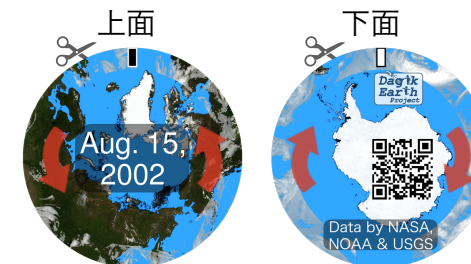 上面
下面
Aug. 15,
2002
Dagik
Earth
Project
Data by NASA,
NOAA & USGS